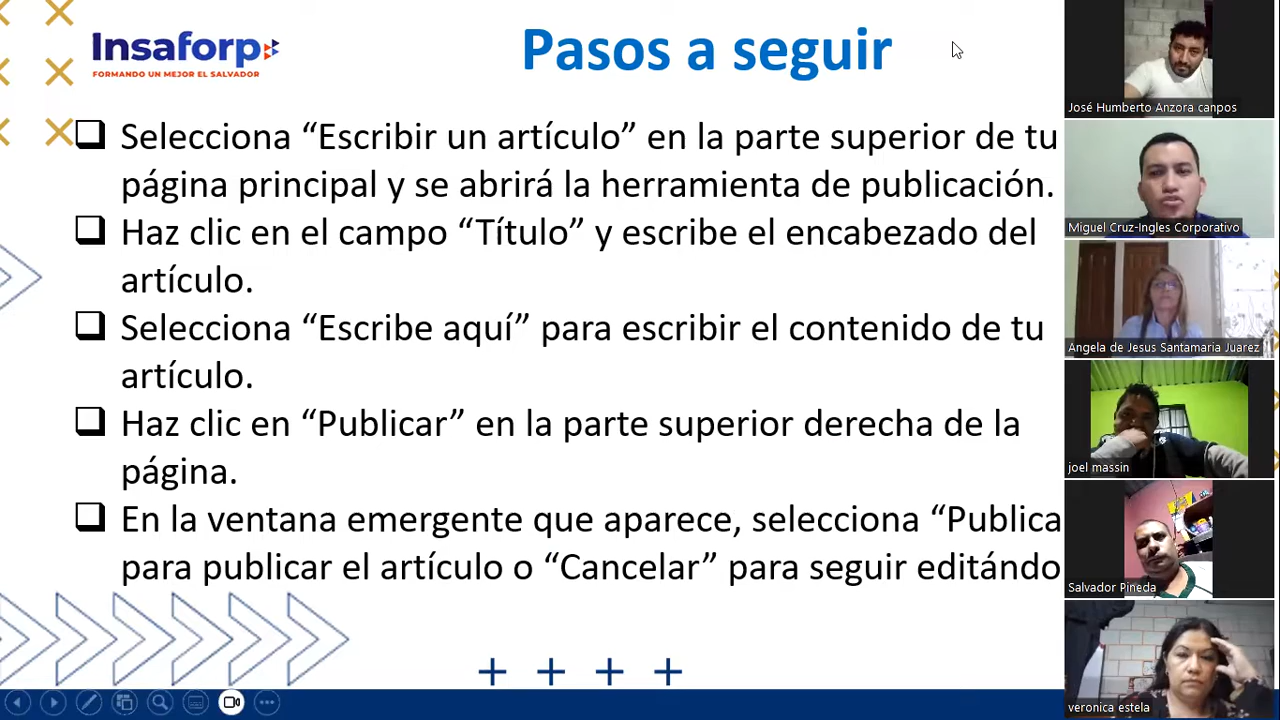 Insaforp
FORMANDO UN MEJOR EL SALVADOR
Pasos a seguir
Selecciona “Escribir un artículo” en la parte superior de tu
página principal y se abrirá la herramienta de publicación.
Haz clic en el campo “Título” y escribe el encabezado del
artículo.
Selecciona “Escribe aquí” para escribir el contenido de tu
artículo.
Haz clic en “Publicar” en la parte superior derecha de la
página.
En la ventana emergente que aparece, selecciona “Publica
para publicar el artículo o “Cancelar” para seguir editándo
José Humberto Anzora canpos
Miguel Cruz-Ingles Corporativo
Angela de Jesus Santamaria Juarez
joel massin
Salvador Pineda
veronica estela